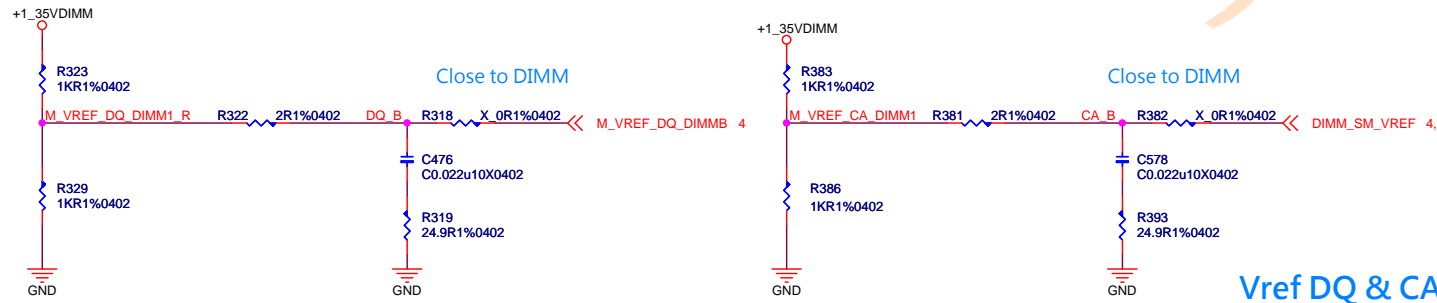 +1_35VDIMM
R323
1KR1%0402
Close to DIMM
M_VREF_DQ_DIMM1_R
R322
2R1%0402
DQ_B
R318
X_0R1%0402
M_VREF_DQ_DIMMB 4
C476
C0.022u10X0402
R329
1KR1%0402
R319
24.9R1%0402
GND
GND
+1_35VDIMM
R383
1KR1%0402
Close to DIMM
M_VREF_CA_DIMM1
R381
2R1%0402
CA_B
R382
X_0R1%0402
DIMM_SM_VREF 4,
C578
C0.022u10X0402
R386
1KR1%0402
R393
24.9R1%0402
GND
GND
Vref DQ & CA